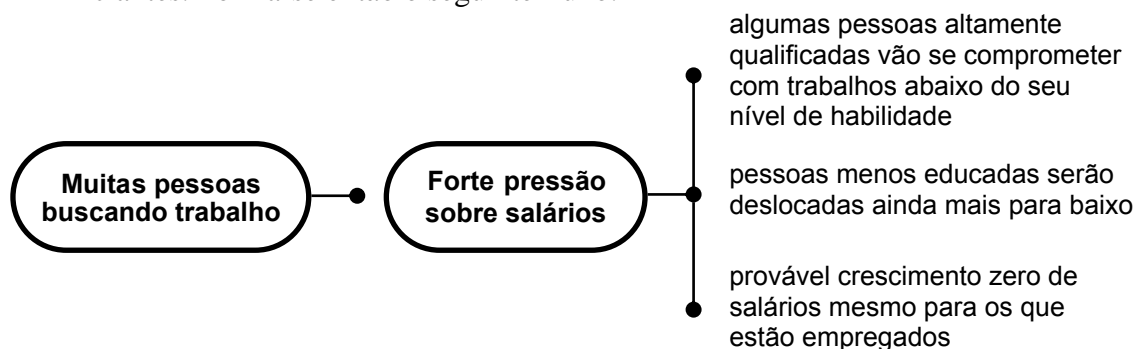 algumas pessoas altamente
qualificadas vão se comprometer
com trabalhos abaixo do seu
nível de habilidade
Muitas pessoas
buscando trabalho
Forte pressão
sobre salários
pessoas menos educadas serão
deslocadas ainda mais para baixo
provável crescimento zero de
salários mesmo para os que
estão empregados